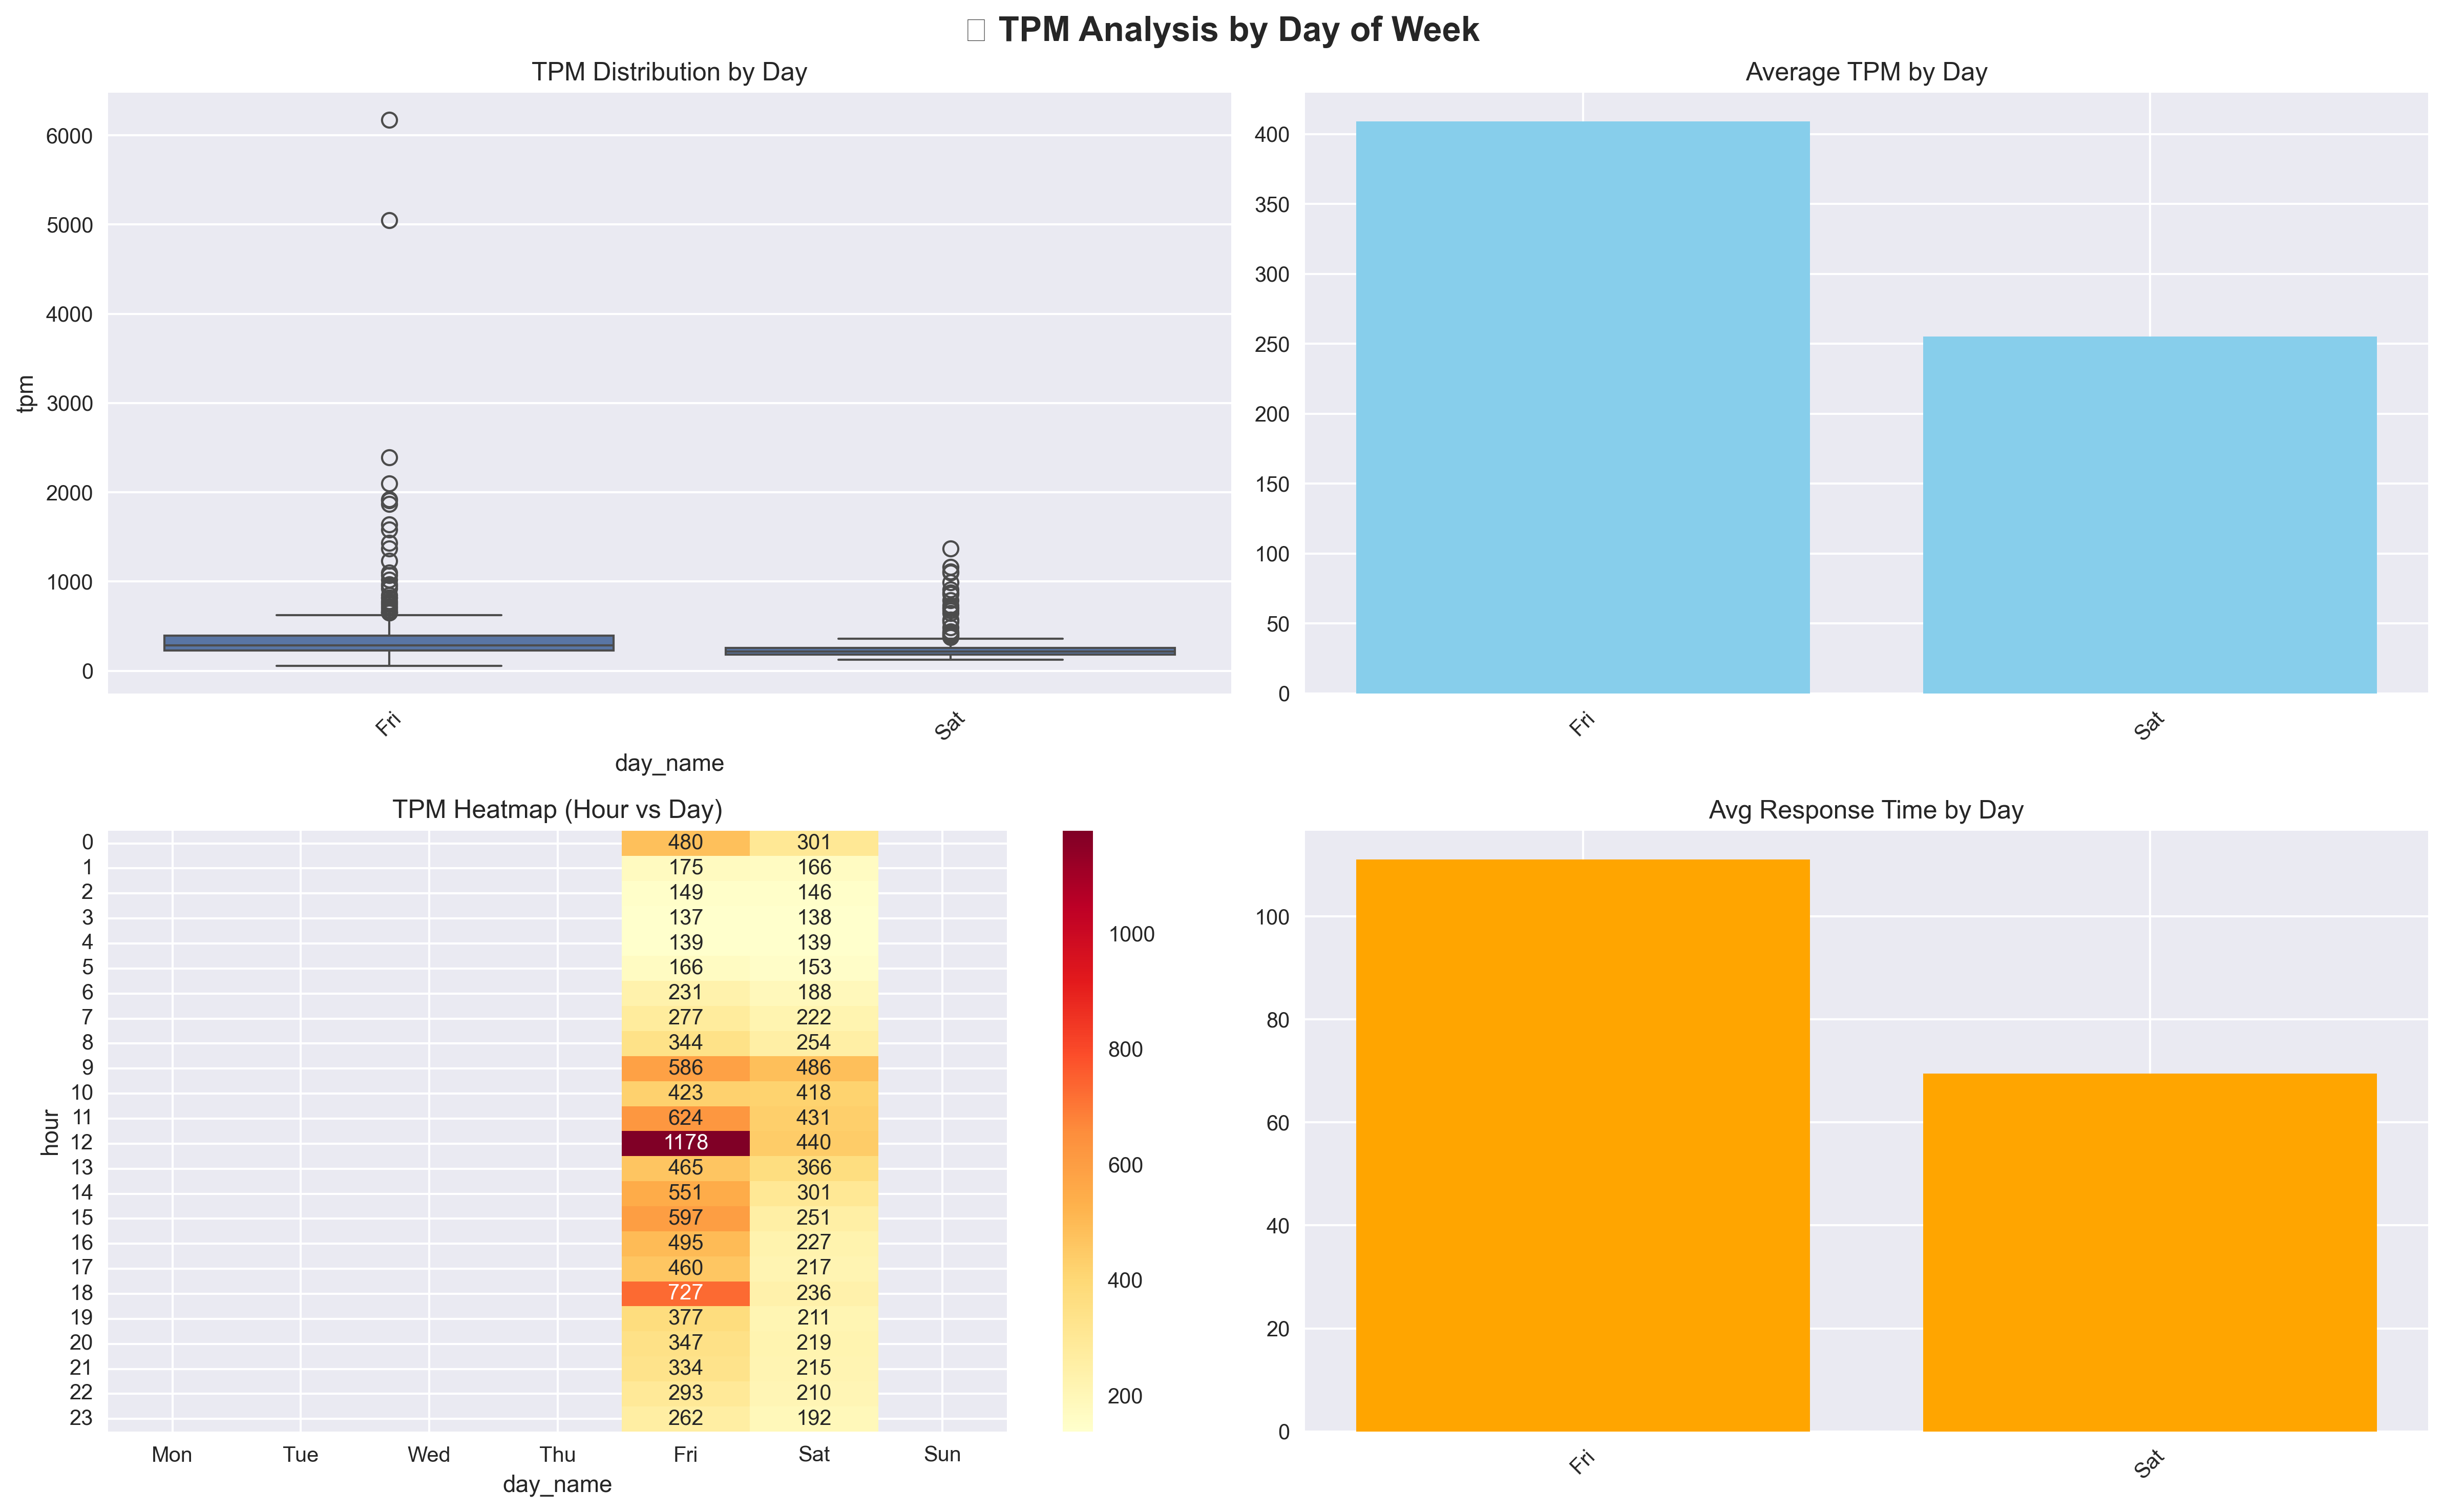 TPM Analysis by Day of Week
TPM Distribution by Day
6000
5000
4000
3000
2000
1000
0
tpm
Fri
Sat
day_name
Average TPM by Day
400
350
300
250
200
150
100
50
0
Fri
Sat
TPM Heatmap (Hour vs Day)
hour
0 480 301
1 175 166
2 149 146
3 137 138
4 139 139
5 166 153
6 231 188
7 277 222
8 344 254
9 586 486
10 423 418
11 624 431
12 1178 440
13 465 366
14 551 301
15 597 251
16 495 227
17 460 217
18 727 236
19 377 211
20 347 219
21 334 215
22 293 210
23 262 192
Mon Tue Wed Thu Fri Sat Sun
day_name
1000
800
600
400
200
Avg Response Time by Day
100
80
60
40
20
0
Fri
Sat